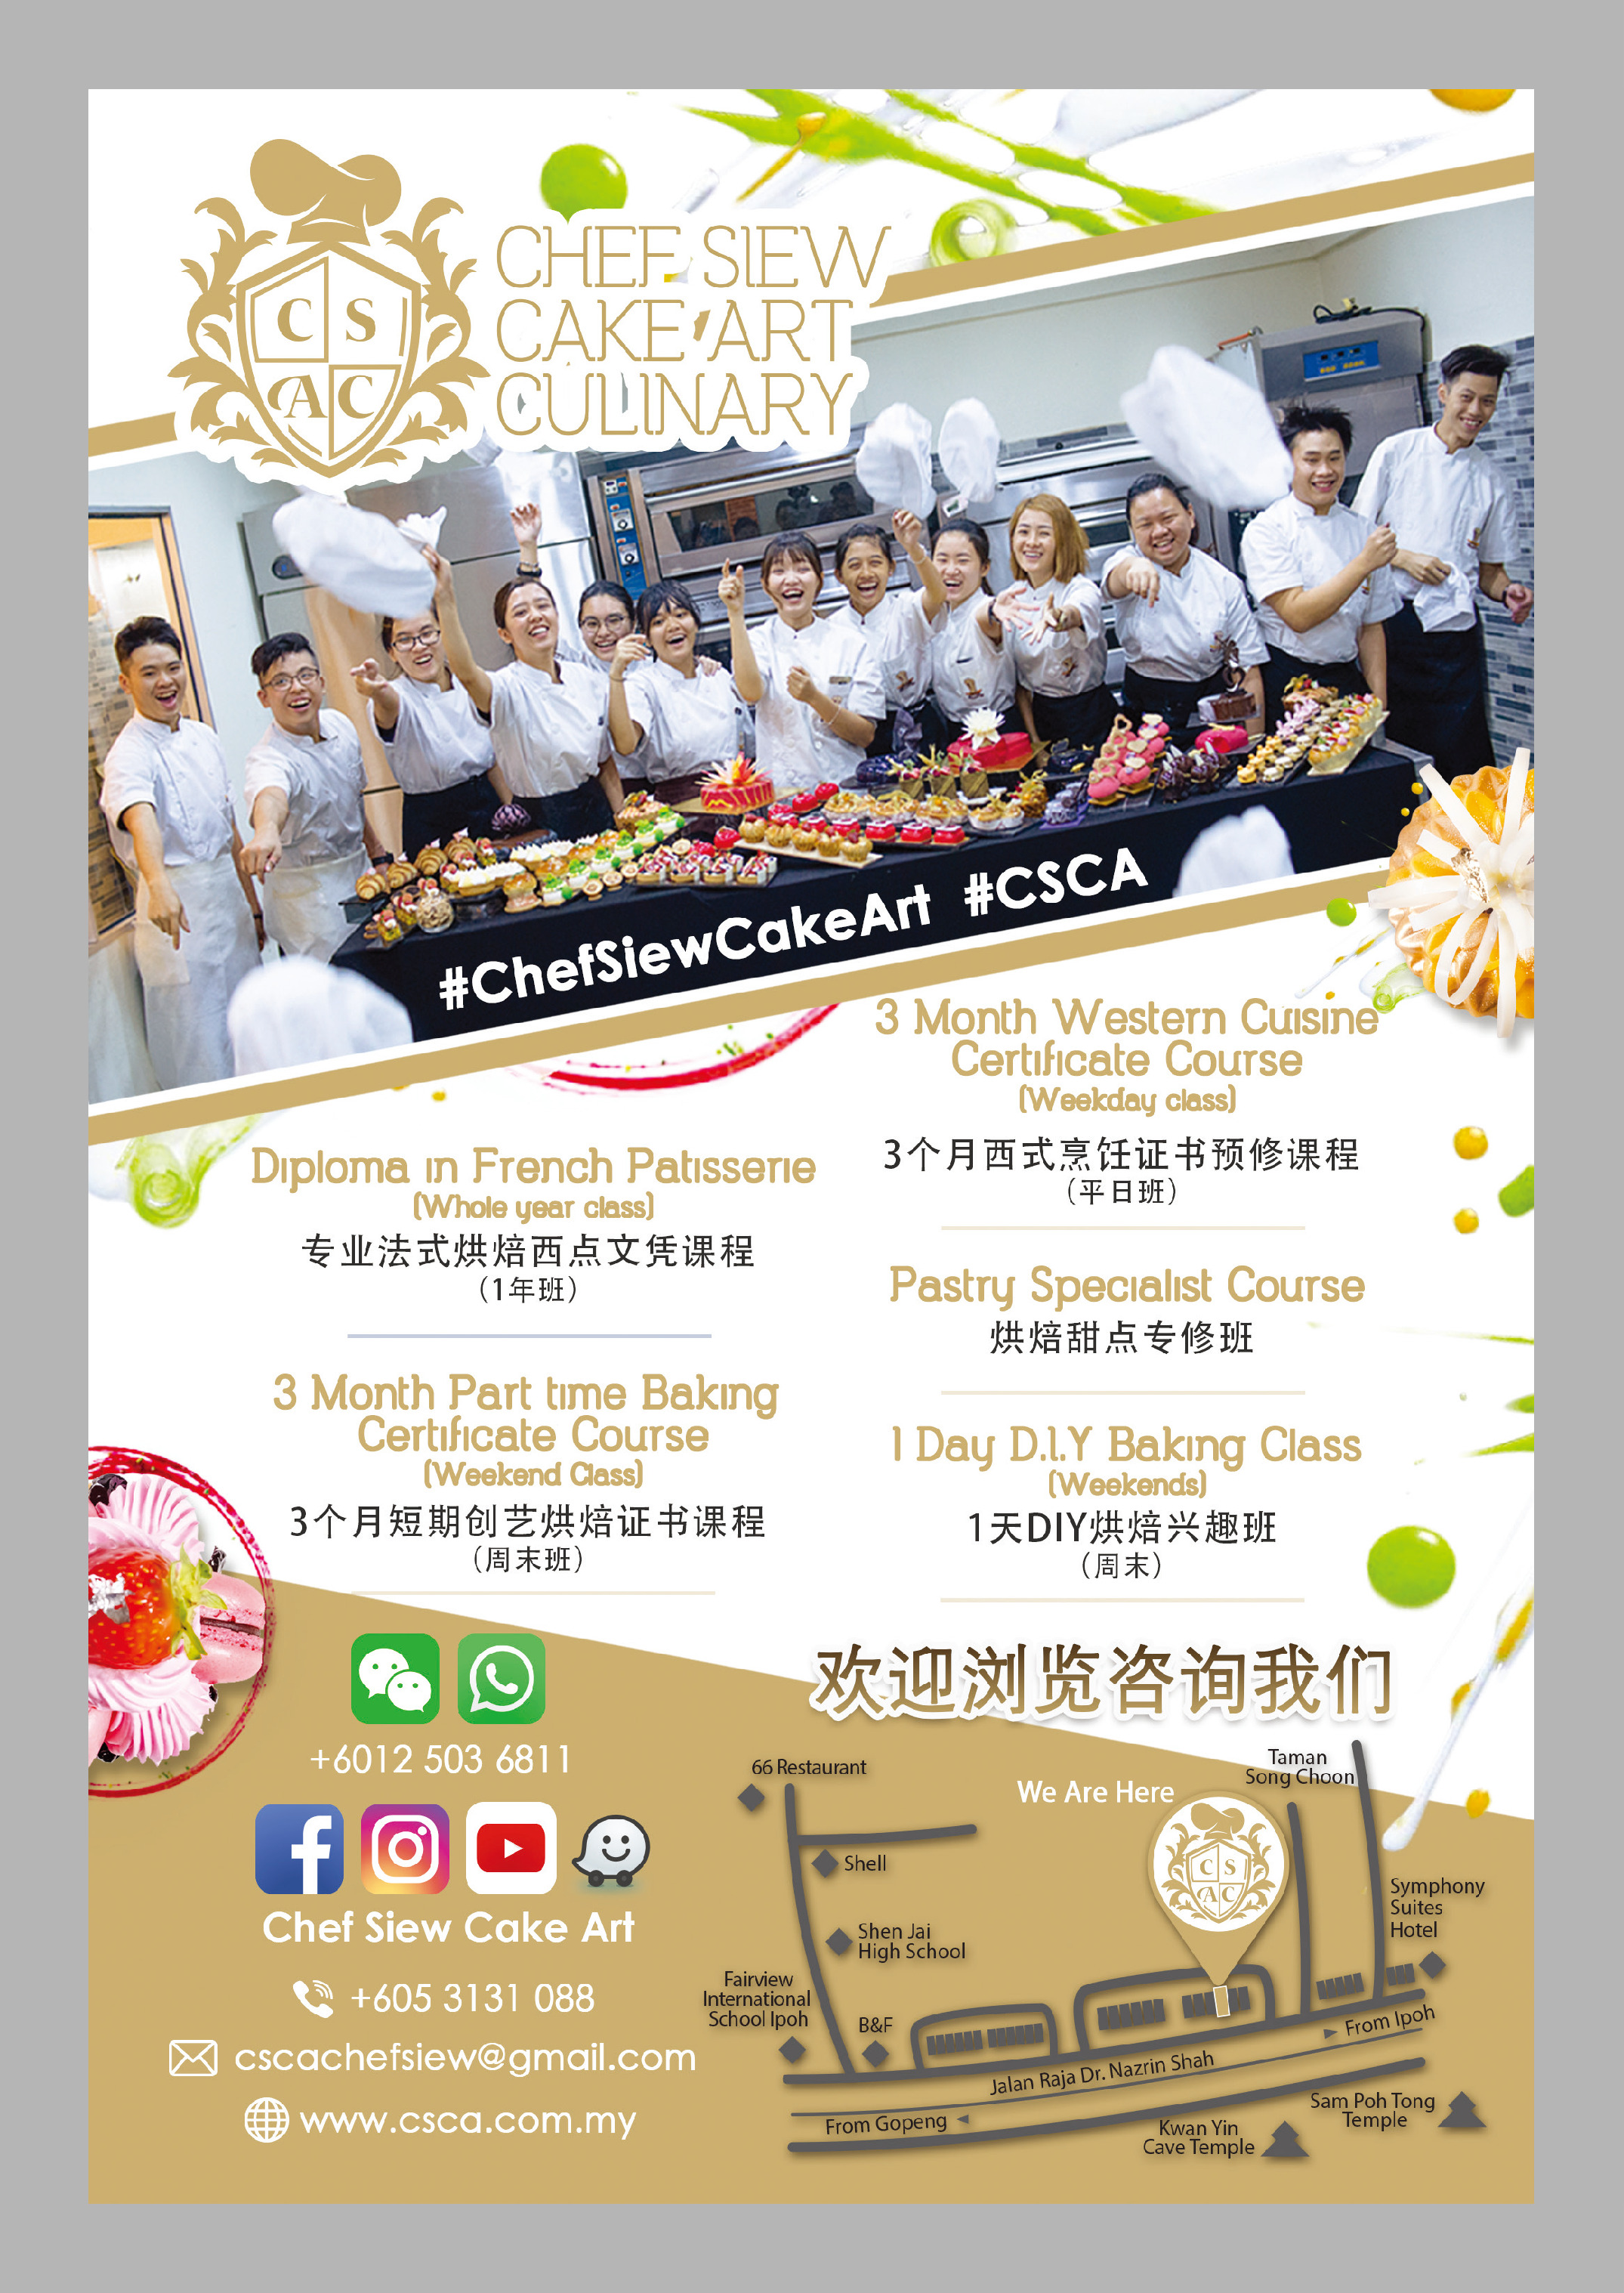 CHEF SIEW
CAKE ART
CULINARY
C S
A C
#ChefSiewCakeArt #CSCA
Diploma in French Patisserie
(Whole year class)
专业法式烘焙西点文凭课程
（1年班）
3 Month Part time Baking
Certificate Course
(Weekend Class)
3个月短期创艺烘焙证书课程
（周末班）
3 Month Western Cuisine
Certificate Course
(Weekday class)
3个月西式烹饪证书预修课程
（平日班）
Pastry Specialist Course
烘焙甜点专修班
1 Day D.I.Y Baking Class
(Weekends)
1天DIY烘焙兴趣班
（周末）
+6012 503 6811
Chef Siew Cake Art
+605 3131 088
cscachefsiew@gmail.com
www.csca.com.my
欢迎浏览咨询我们
66 Restaurant
We Are Here
Taman
Song Choon
C S
A C
Shell
Shen Jai
High School
Symphony
Suites
Hotel
Fairview
International
School Ipoh
B&F
From Ipoh
Jalan Raja Dr. Nazrin Shah
From Gopeng
Kwan Yin
Cave Temple
Sam Poh Tong
Temple